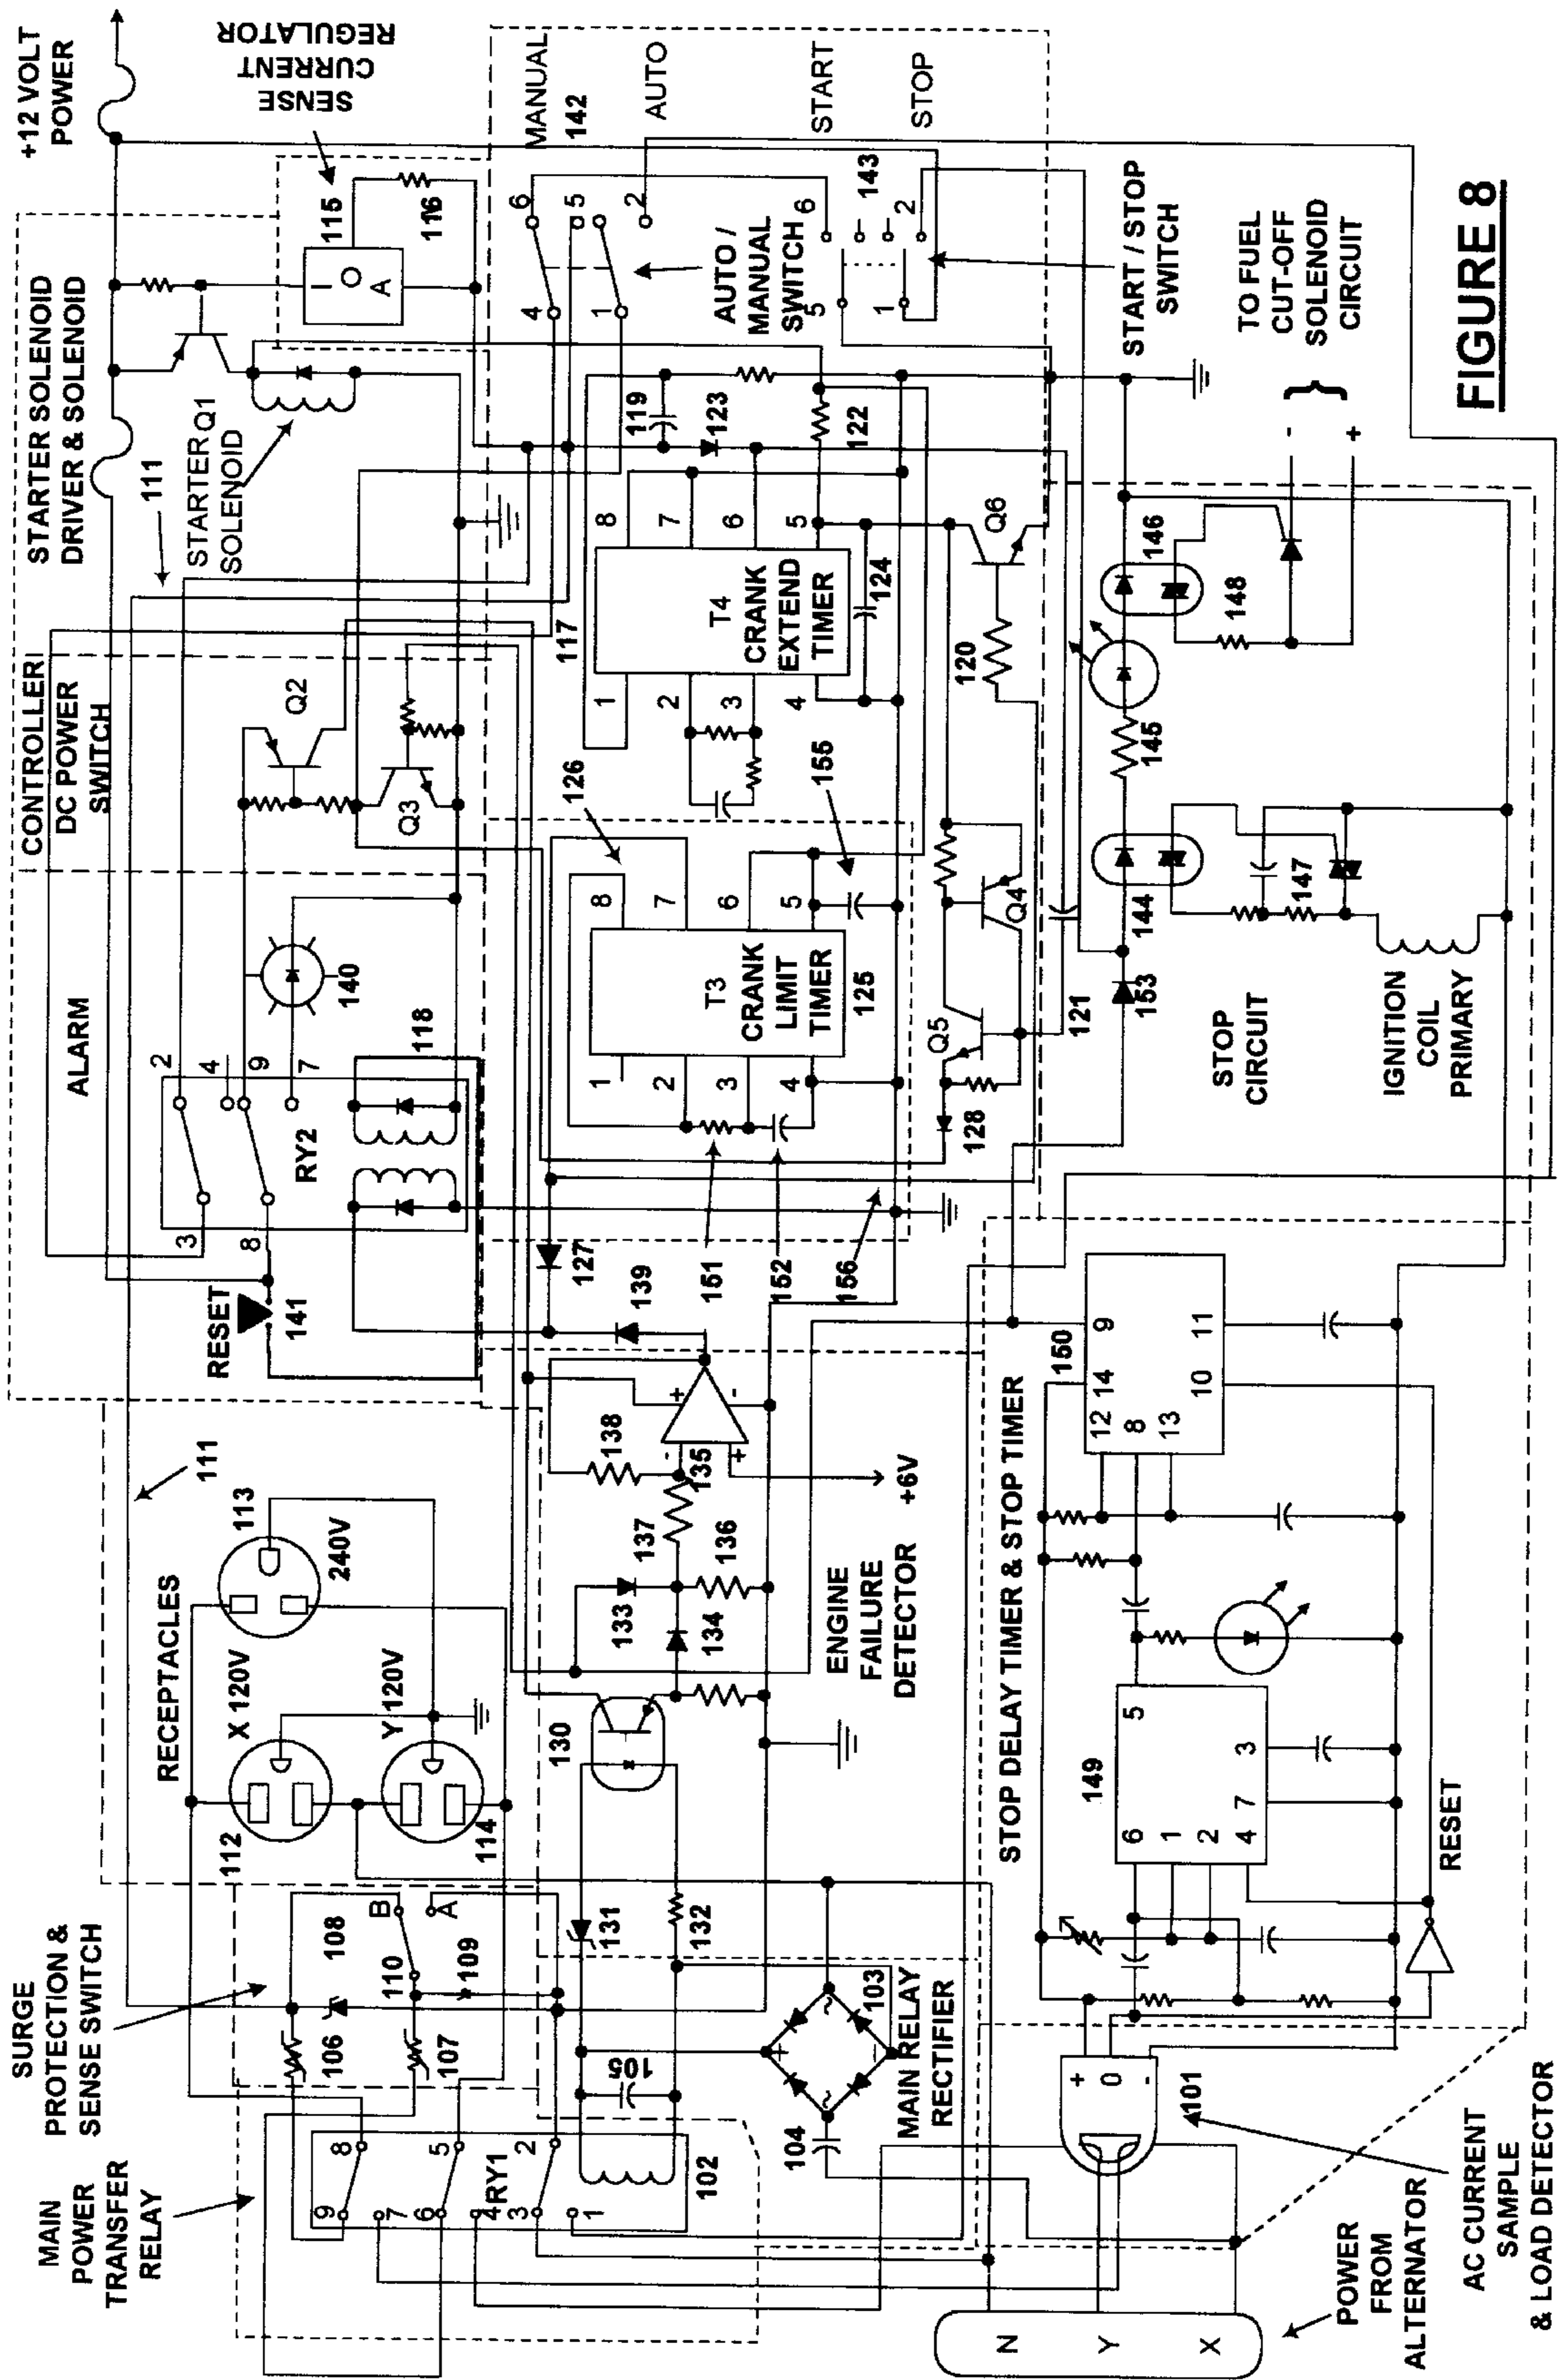 +12 VOLT
POWER
SENSE
CURRENT
REGULATOR
STARTER SOLENOID
DRIVER & SOLENOID
115
116
I
O
A
111
STARTER Q1
SOLENOID
MANUAL
142
AUTO
START
STOP
6
5
2
4
1
AUTO /
MANUAL
SWITCH
6
143
2
5
1
START / STOP
SWITCH
CONTROLLER
DC POWER
SWITCH
Q2
Q3
117
119
123
122
8
7
6
5
T4
CRANK
EXTEND
TIMER
124
1
2
3
4
Q6
120
TO FUEL
CUT-OFF
SOLENOID
CIRCUIT
-
+
146
148
145
ALARM
2
4
9
7
140
118
RY2
3
8
RESET
141
126
155
8
7
6
5
T3
CRANK
LIMIT
TIMER
125
1
2
3
4
151
152
156
Q4
Q5
128
121
153
144
147
STOP
CIRCUIT
IGNITION
COIL
PRIMARY
127
139
138
135
-
+
+
-
+6V
137
136
133
134
130
ENGINE
FAILURE
DETECTOR
111
RECEPTACLES
113
240V
X 120V
Y 120V
112
114
SURGE
PROTECTION &
SENSE SWITCH
108
B
A
110
109
106
107
131
132
MAIN
POWER
TRANSFER
RELAY
9
8
7
6
5
4
RY1
3
2
1
102
105
104
103
~
~
+
-
MAIN RELAY
RECTIFIER
STOP DELAY TIMER & STOP TIMER
150
14
9
12
8
13
10
11
149
5
6
1
2
4
3
7
RESET
+
0
-
101
AC CURRENT
SAMPLE
& LOAD DETECTOR
N
Y
X
POWER
FROM
ALTERNATOR
FIGURE 8